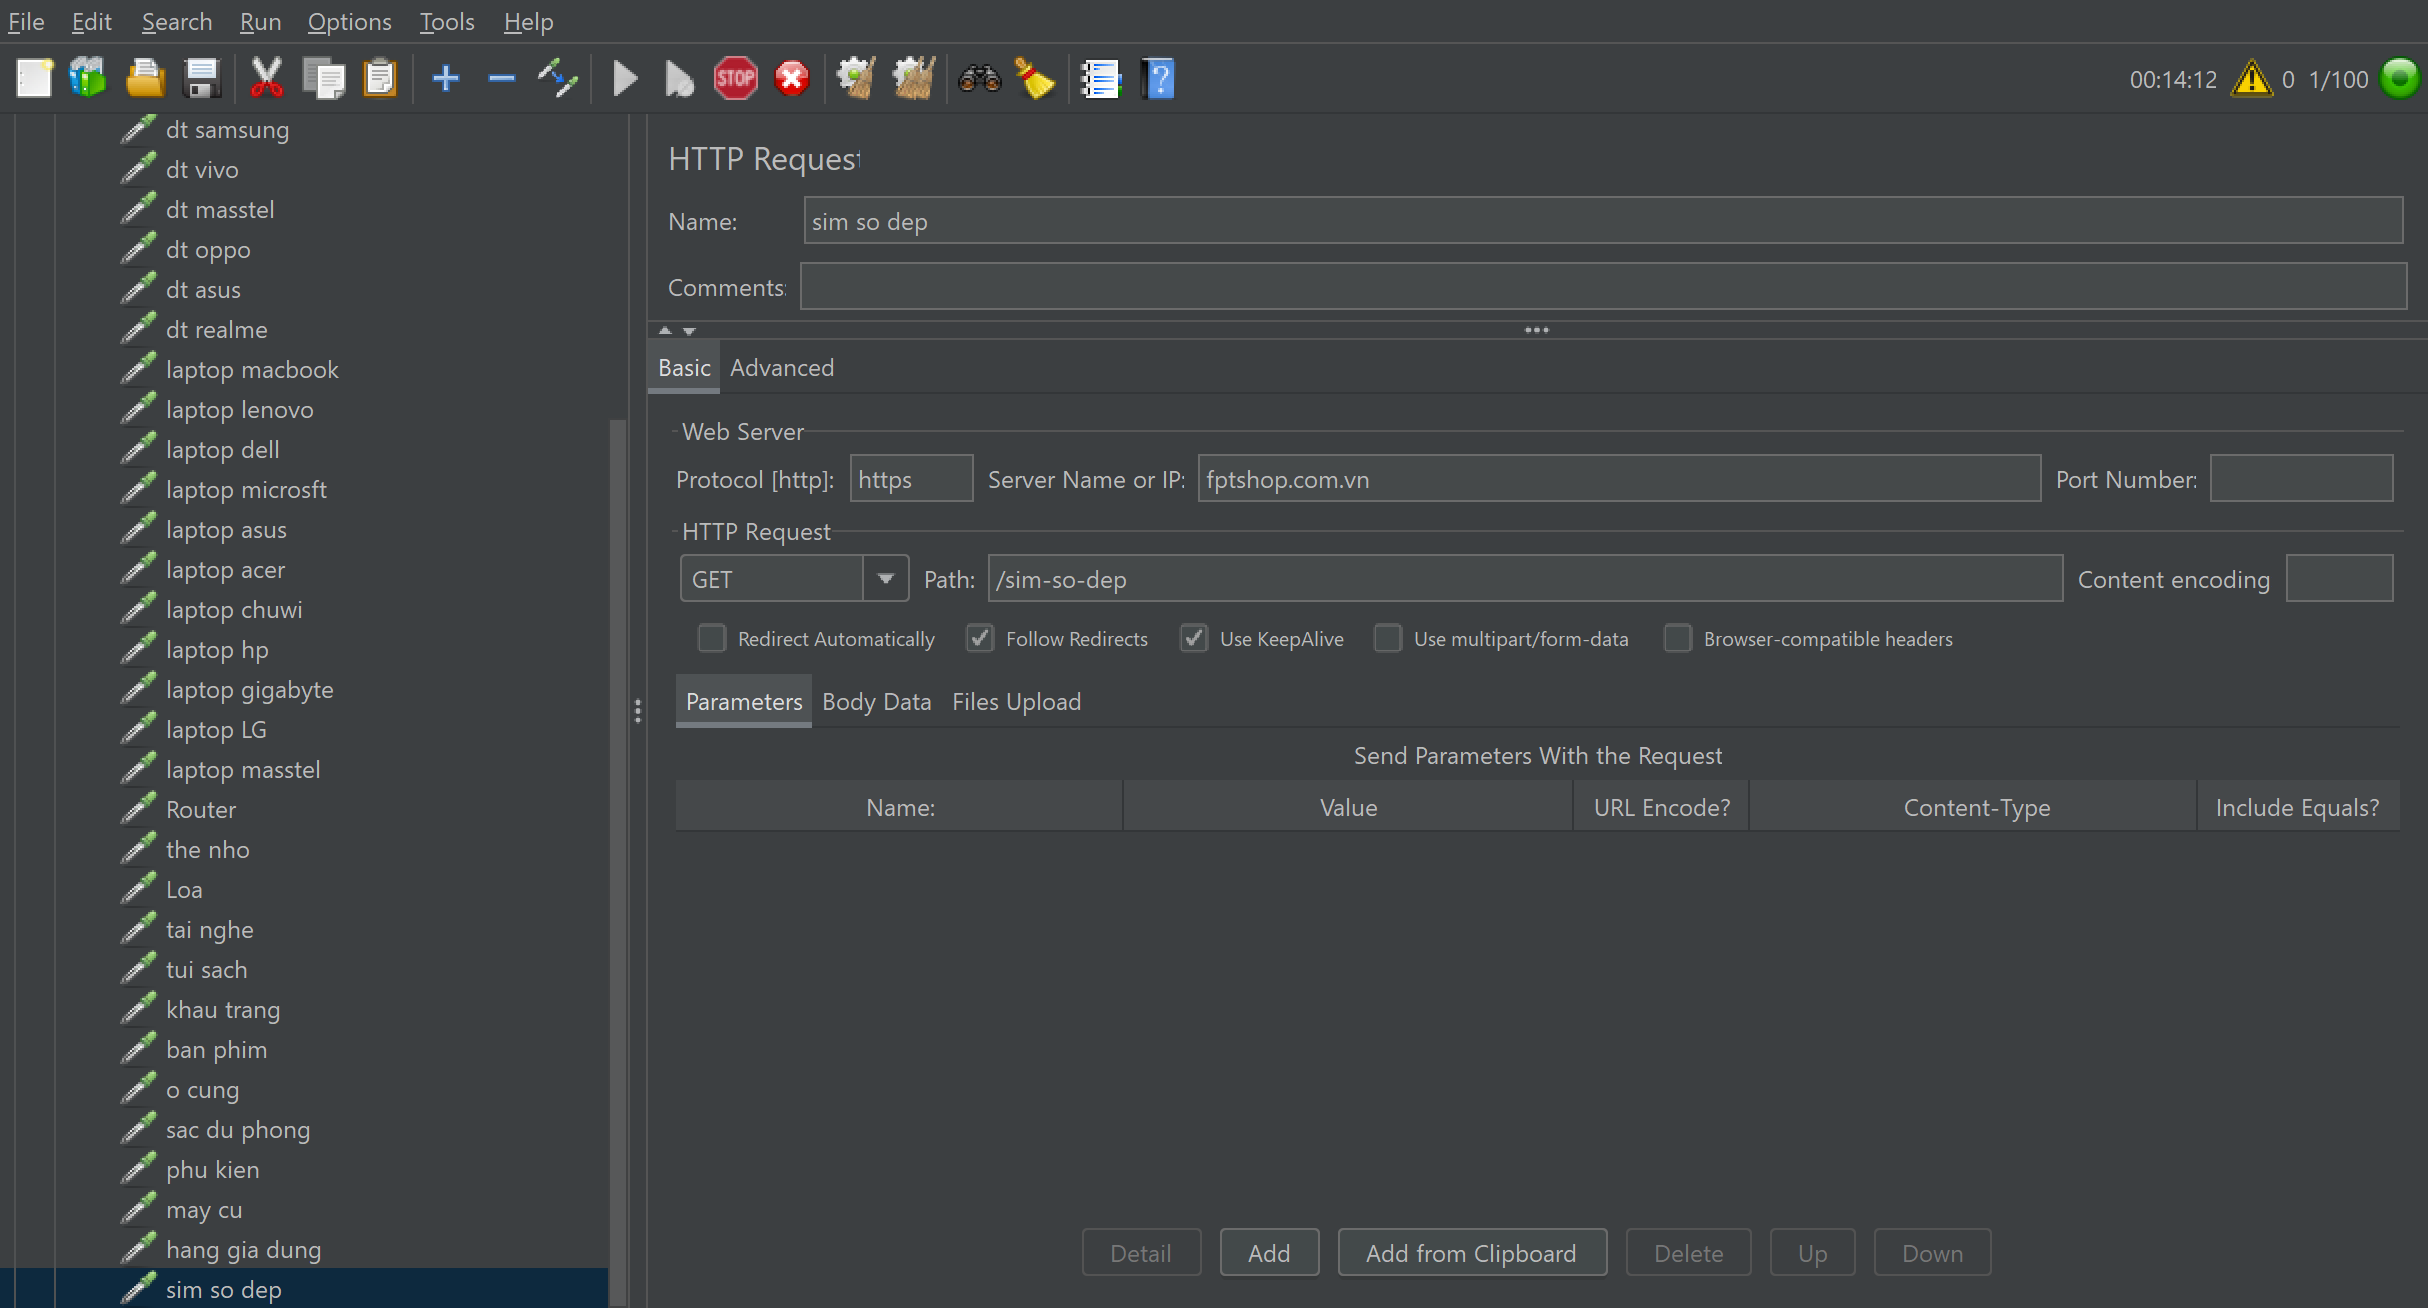 File Edit Search Run Options Tools Help
STOP
00:14:12 0 1/100
dt samsung
dt vivo
dt masstel
dt oppo
dt asus
dt realme
laptop macbook
laptop lenovo
laptop dell
laptop microsft
laptop asus
laptop acer
laptop chuwi
laptop hp
laptop gigabyte
laptop LG
laptop masstel
Router
the nho
Loa
tai nghe
tui sach
khau trang
ban phim
o cung
sac du phong
phu kien
may cu
hang gia dung
sim so dep
HTTP Request
Name: sim so dep
Comments:
Basic Advanced
Web Server
Protocol [http]: https Server Name or IP: fptshop.com.vn Port Number:
HTTP Request
GET Path: /sim-so-dep Content encoding
Redirect Automatically Follow Redirects Use KeepAlive Use multipart/form-data Browser-compatible headers
Parameters Body Data Files Upload
Send Parameters With the Request
Name: Value URL Encode? Content-Type Include Equals?
Detail Add Add from Clipboard Delete Up Down